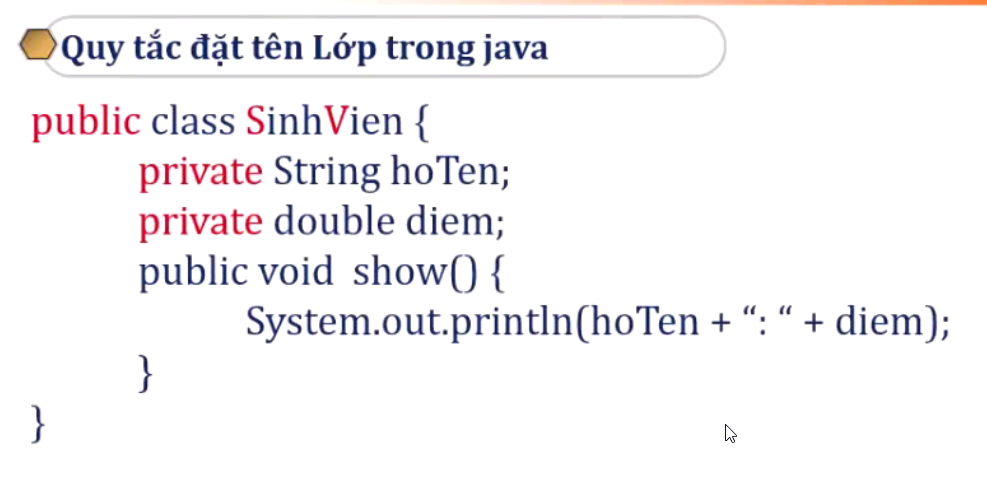 Quy tắc đặt tên Lớp trong java
public class SinhVien {
private String hoTen;
private double diem;
public void show() {
System.out.println(hoTen + “: “ + diem);
}
}